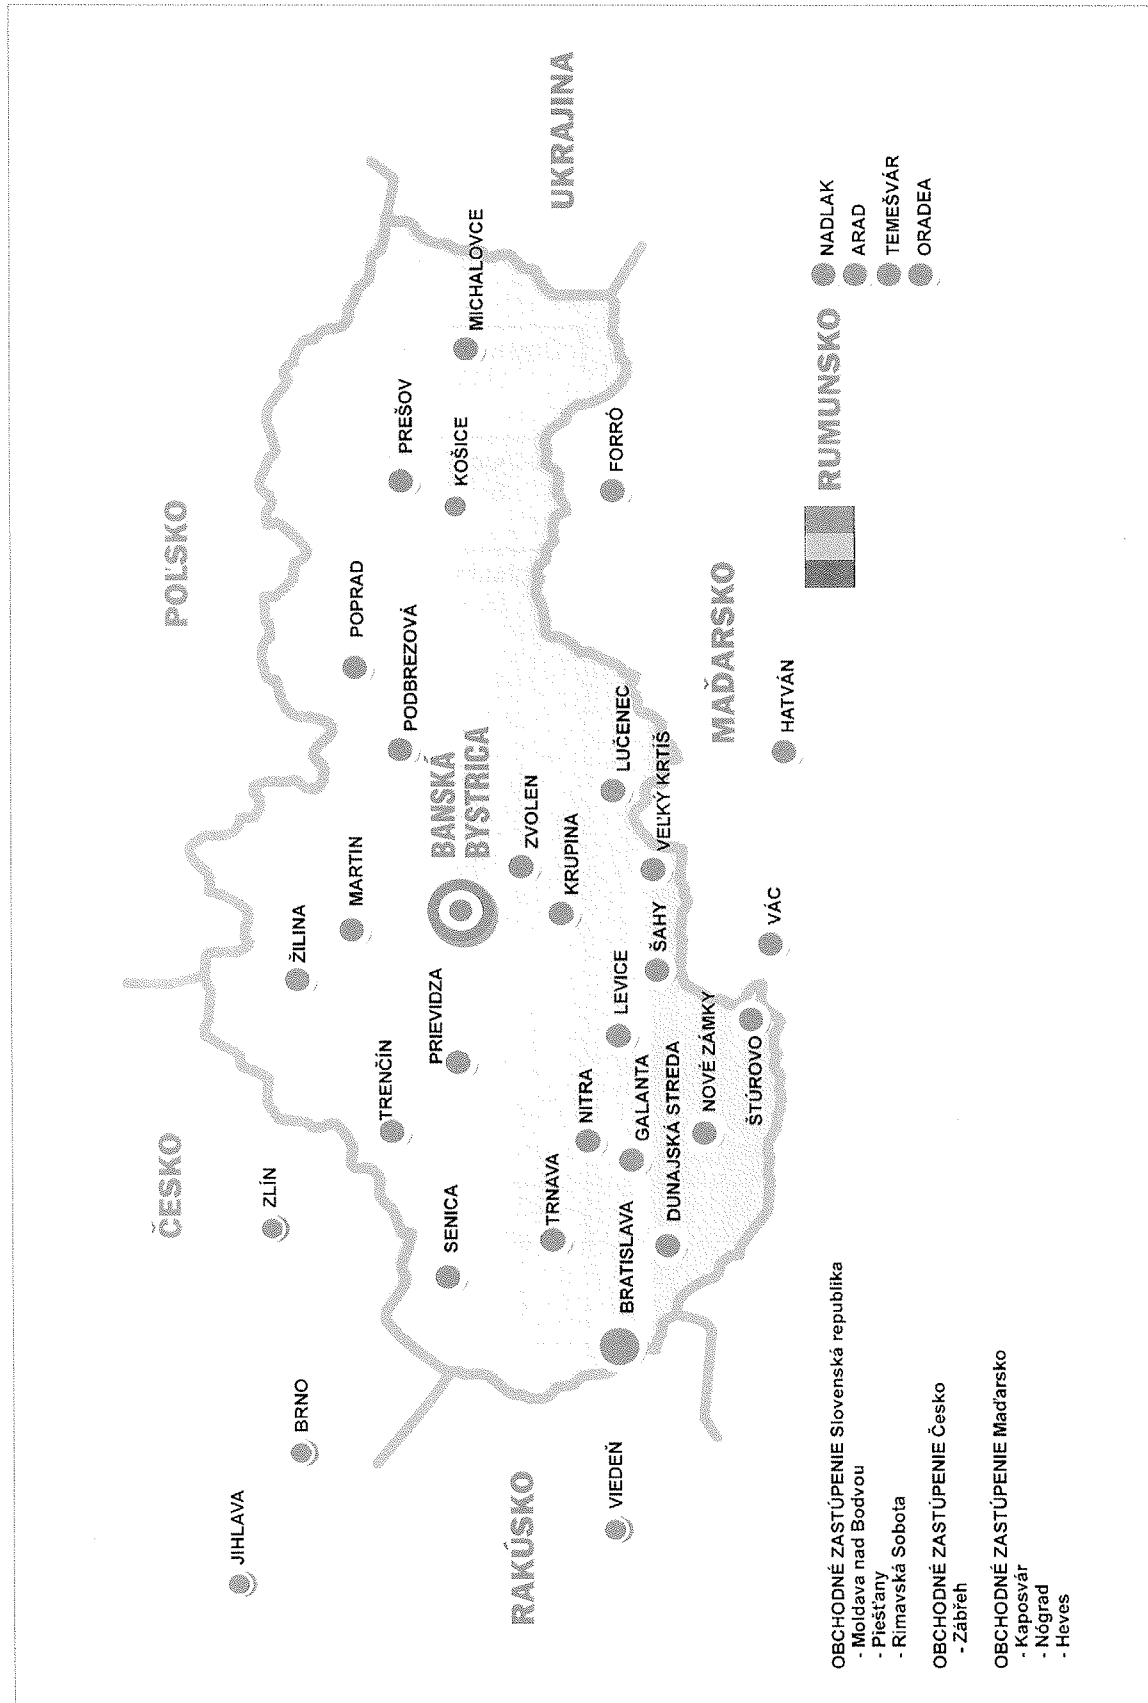 POĽSKO
ČESKO
UKRAJINA
JIHLAVA
ZLÍN
BRNO
ŽILINA
MARTIN
POPRAD
TRENČÍN
PODBREZOVÁ
PREŠOV
SENICA
PRIEVIDZA
BANSKÁ
BYSTRICA
KOŠICE
MICHALOVCE
RAKÚSKO
ZVOLEN
TRNAVA
KRUPINA
NITRA
VIEDEŇ
BRATISLAVA
GALANTA
LEVICE
LUČENEC
FORRÓ
DUNAJSKÁ STREDA
ŠAHY
VEĽKÝ KRTÍŠ
NOVÉ ZÁMKY
MAĎARSKO
ŠTÚROVO
VÁC
HATVÁN
RUMUNSKO
NADLAK
ARAD
TEMEŠVÁR
ORADEA
OBCHODNÉ ZASTÚPENIE Slovenská republika
- Moldava nad Bodvou
- Piešťany
- Rimavská Sobota
OBCHODNÉ ZASTÚPENIE Česko
- Zábřeh
OBCHODNÉ ZASTÚPENIE Maďarsko
- Kaposvár
- Nógrad
- Heves